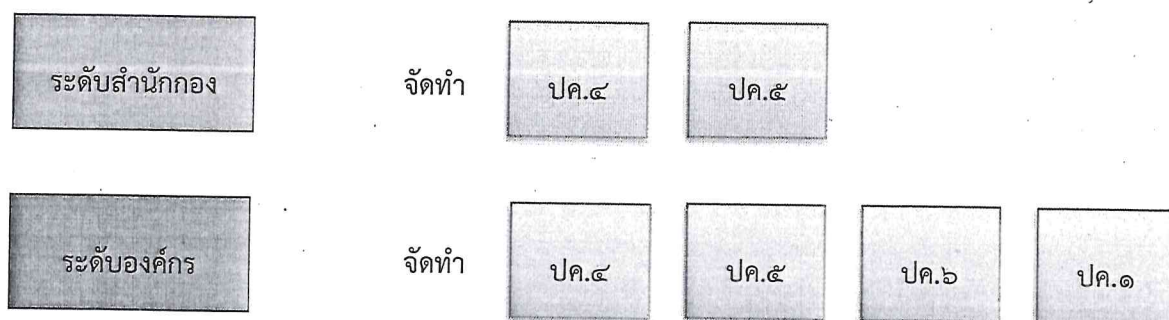 ระดับสำนักกอง จัดทำ ปค.๔ ปค.๕
ระดับองค์กร จัดทำ ปค.๔ ปค.๕ ปค.๖ ปค.๑